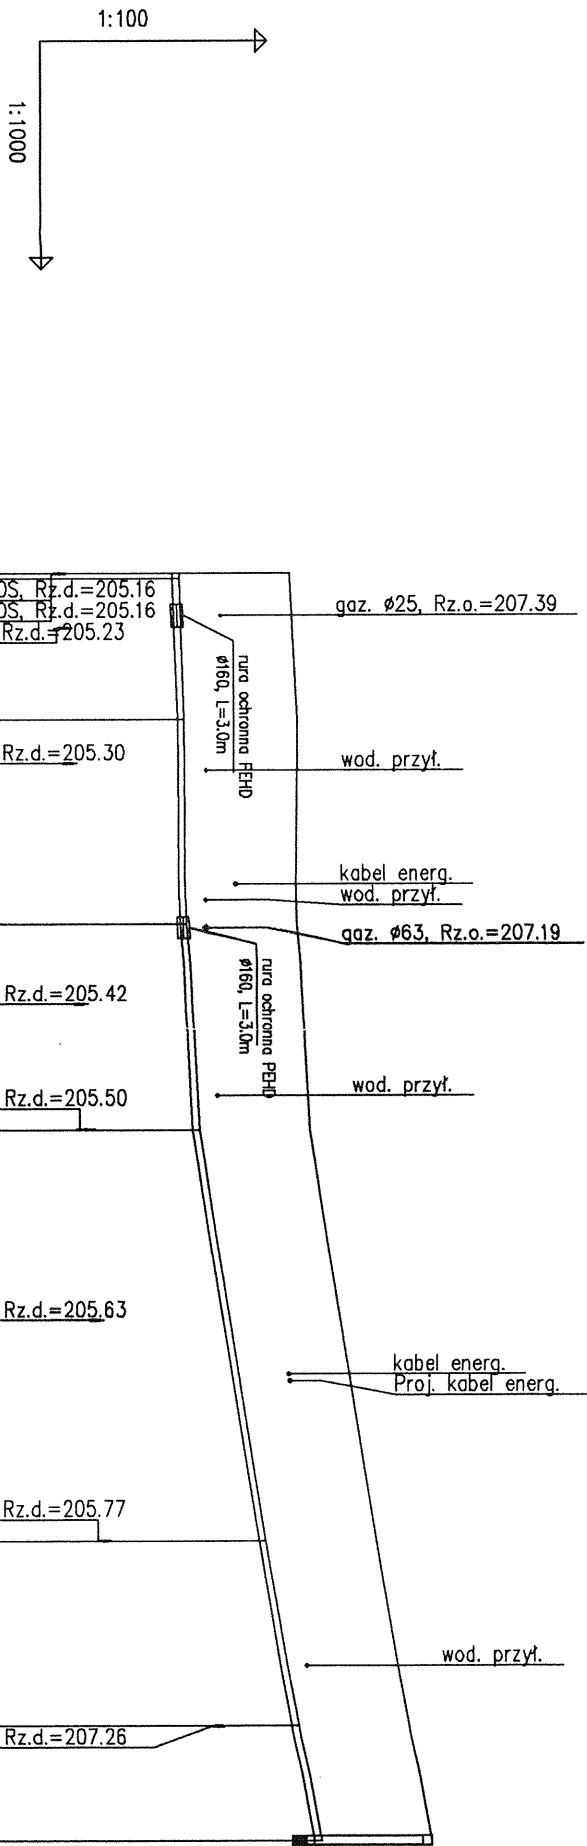 1:100
1:1000
OS, Rz.d.=205.16
OS, Rz.d.=205.16
Rz.d.=205.23
gaz. ø25, Rz.o.=207.39
rura ochronna PEHD
ø160, L=3.0m
Rz.d.=205.30
wod. przył.
kabel energ.
wod. przył.
gaz. ø63, Rz.o.=207.19
rura ochronna PEHD
ø160, L=3.0m
Rz.d.=205.42
Rz.d.=205.50
wod. przył.
Rz.d.=205.63
kabel energ.
Proj. kabel energ.
Rz.d.=205.77
wod. przył.
Rz.d.=207.26